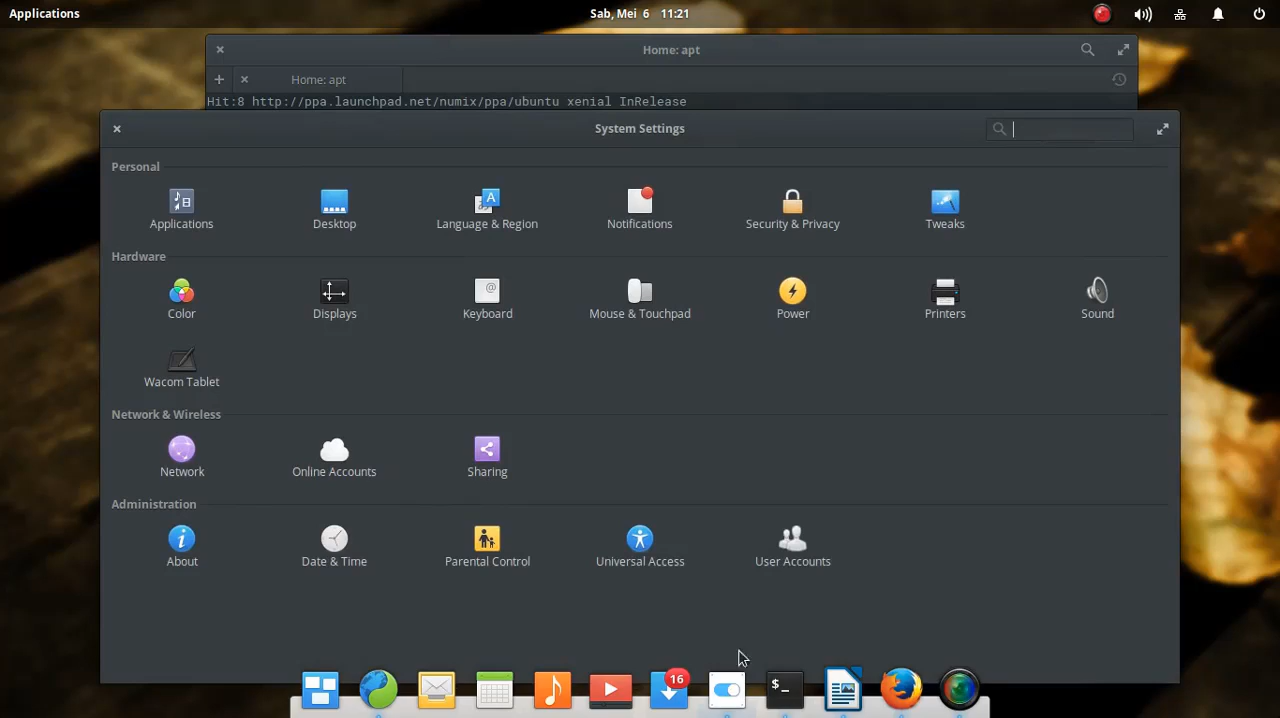 Applications
Sab, Mei 6 11:21
Home: apt
Home: apt
Hit:8 http://ppa.launchpad.net/numix/ppa/ubuntu xenial InRelease
System Settings
Personal
Applications
Desktop
Language & Region
Notifications
Security & Privacy
Tweaks
Hardware
Color
Displays
Keyboard
Mouse & Touchpad
Power
Printers
Sound
Wacom Tablet
Network & Wireless
Network
Online Accounts
Sharing
Administration
About
Date & Time
Parental Control
Universal Access
User Accounts
16
$_